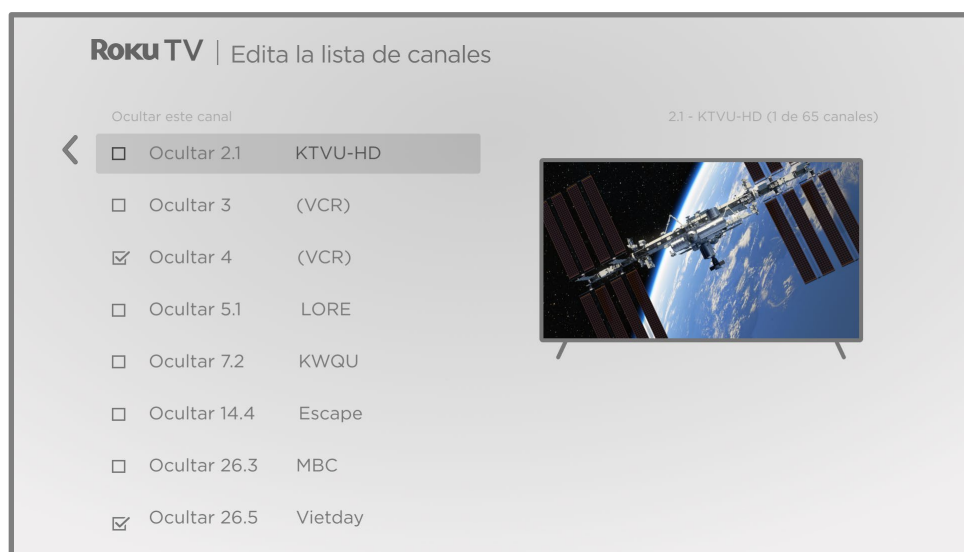 Roku TV | Edita la lista de canales
Ocultar este canal
2.1 - KTVU-HD (1 de 65 canales)
Ocultar 2.1 KTVU-HD
Ocultar 3 (VCR)
Ocultar 4 (VCR)
Ocultar 5.1 LORE
Ocultar 7.2 KWQU
Ocultar 14.4 Escape
Ocultar 26.3 MBC
Ocultar 26.5 Vietday